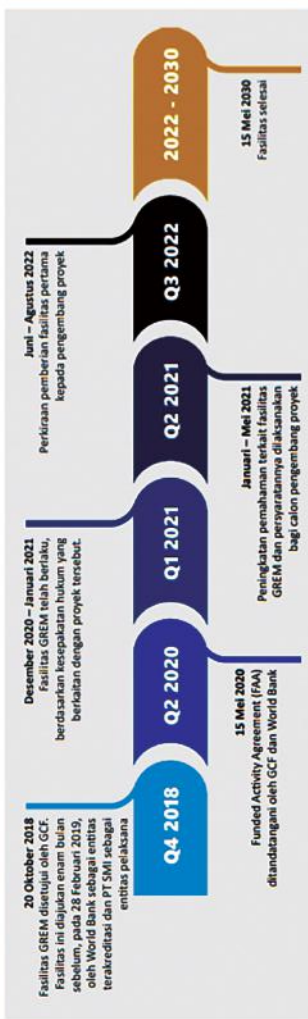 20 Oktober 2018
Fasilitas GREM disetujui oleh GCF.
Fasilitas ini diajukan enam bulan
sebelum, pada 28 Februari 2019,
oleh World Bank sebagai entitas
terakreditasi dan PT SMI sebagai
entitas pelaksana
Q4 2018
Q2 2020
15 Mei 2020
Funded Activity Agreement (FAA)
ditandatangani oleh GCF dan World Bank
Desember 2020 – Januari 2021
Fasilitas GREM telah berlaku,
berdasarkan kesepakatan hukum yang
berkaitan dengan proyek tersebut.
Q1 2021
Q2 2021
Januari – Mei 2021
Peningkatan pemahaman terkait fasilitas
GREM dan persyaratannya dilaksanakan
bagi calon pengembang proyek
Juni – Agustus 2022
Perkiraan pemberian fasilitas pertama
kepada pengembang proyek
Q3 2022
2022 - 2030
15 Mei 2030
Fasilitas selesai